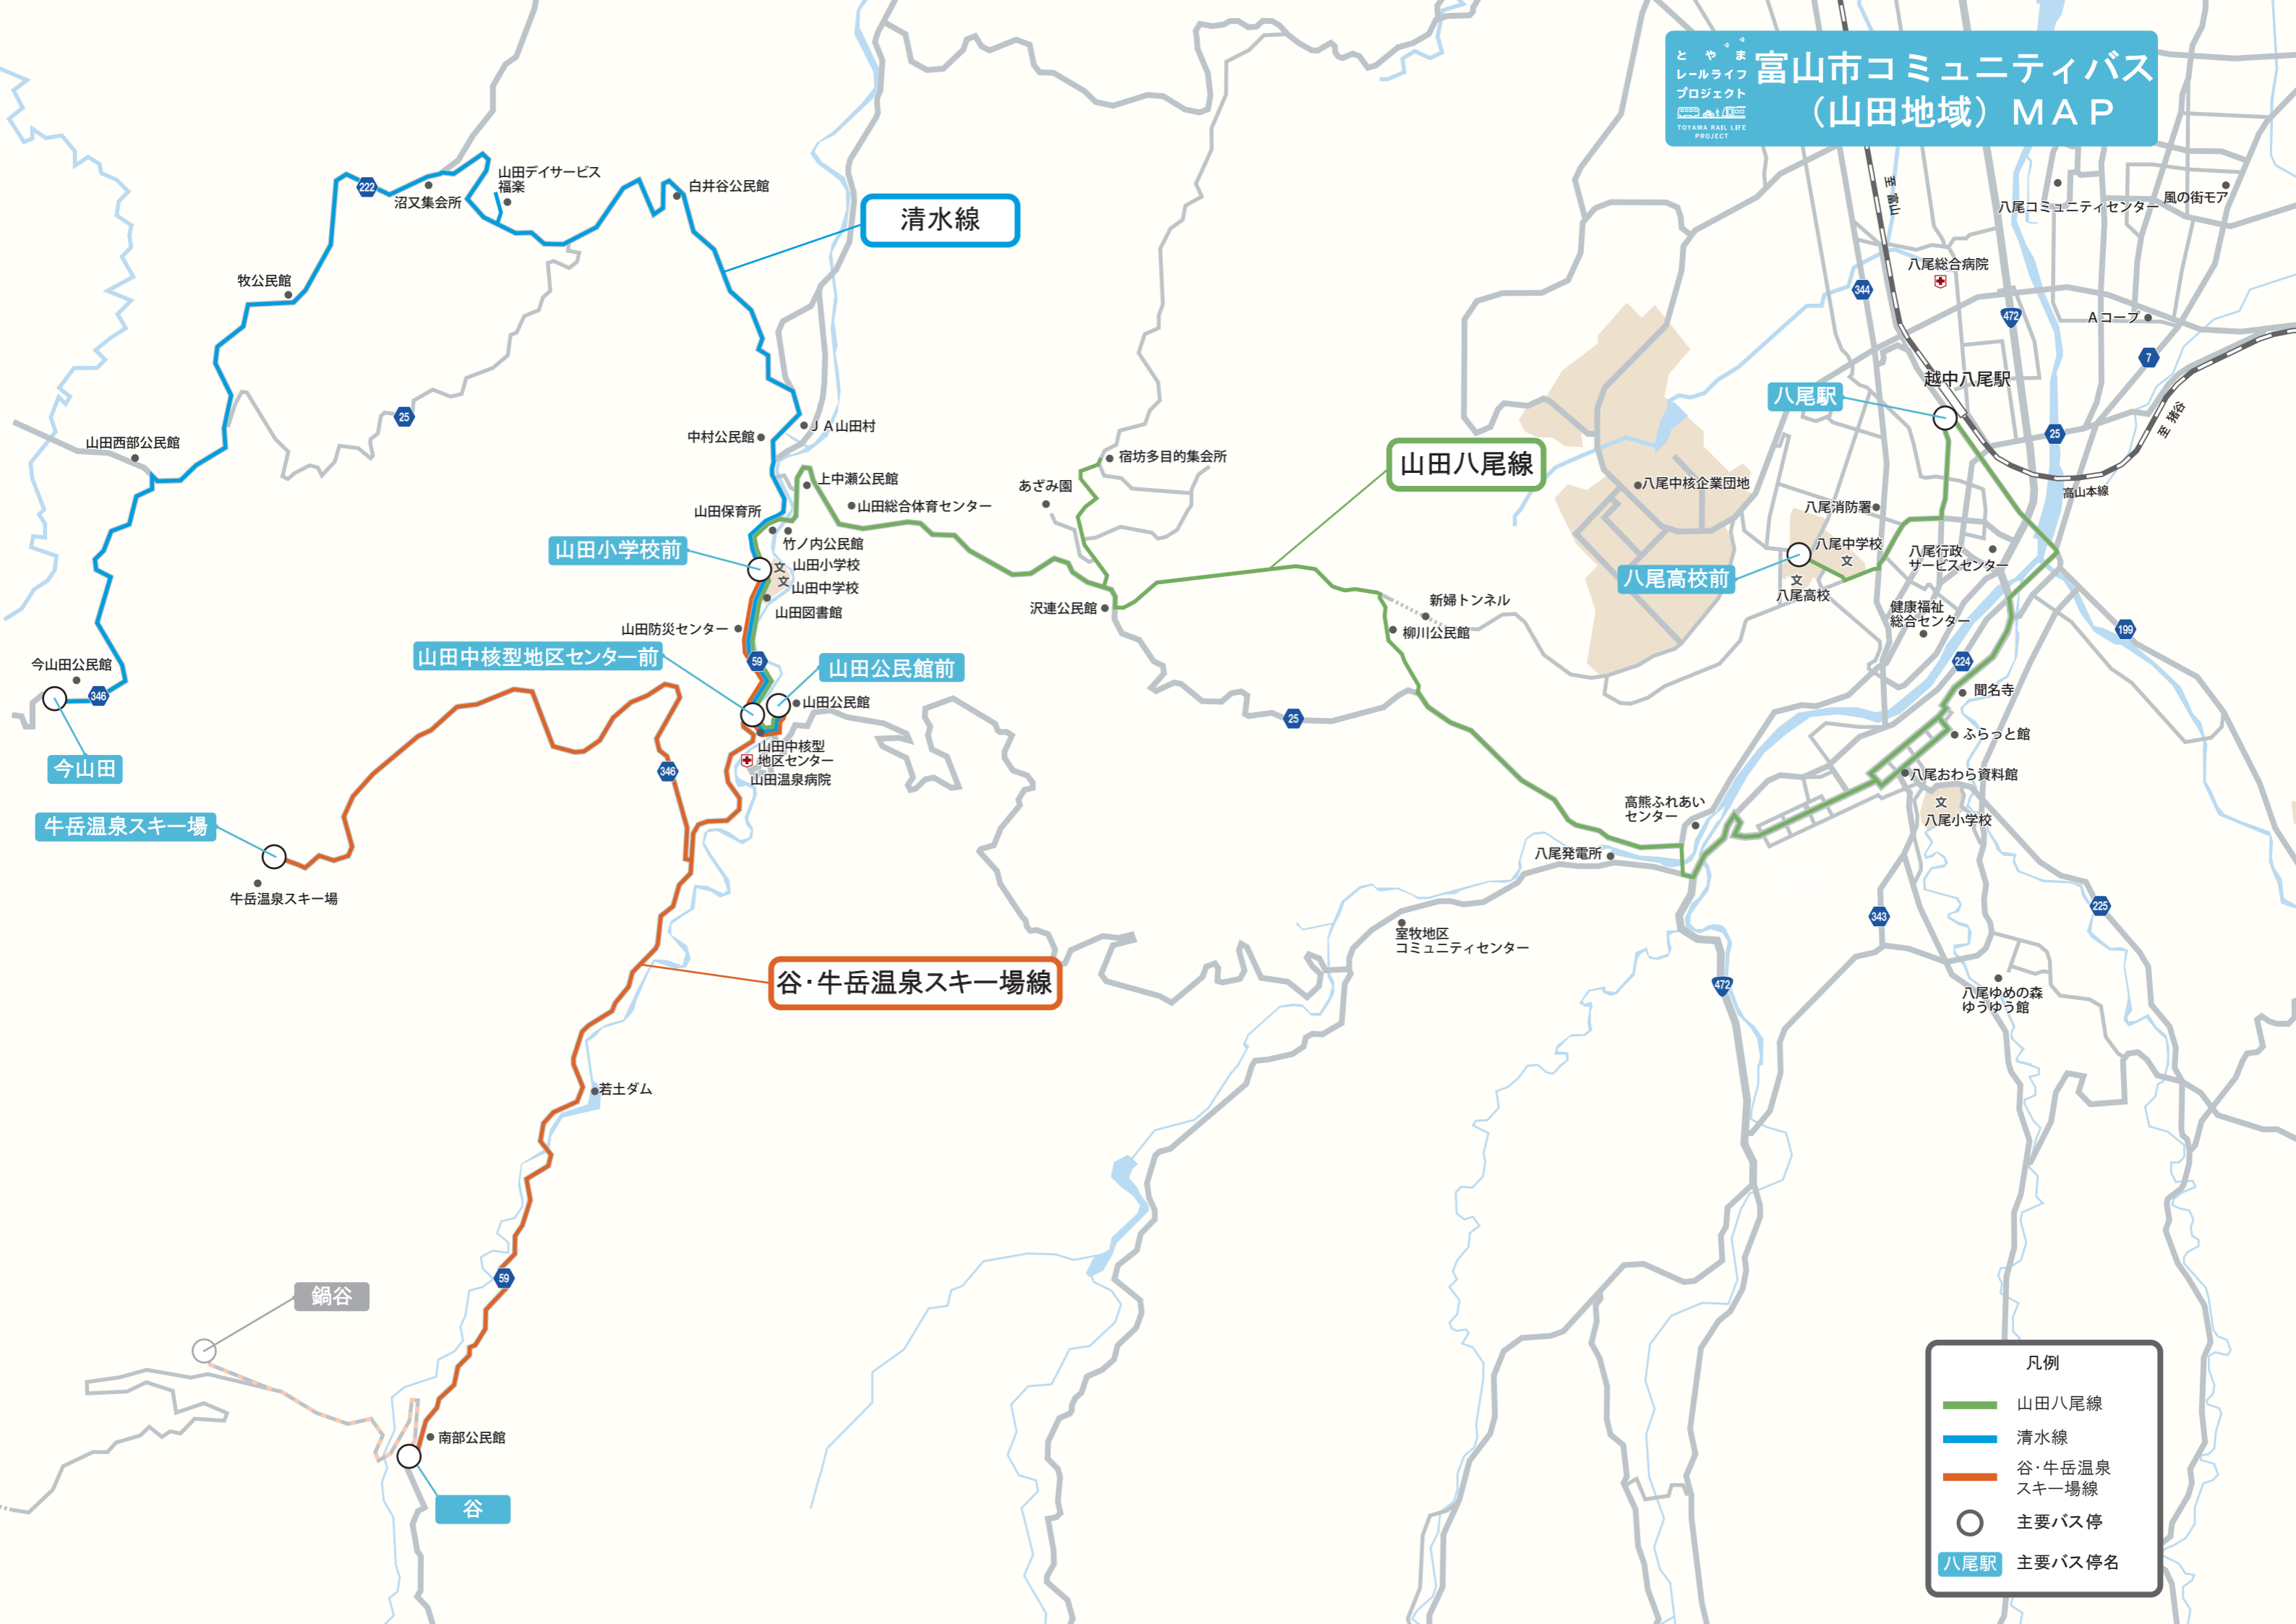 とやま
レールライフ
プロジェクト
TOYAMA RAIL LIFE
PROJECT
富山市コミュニティバス
（山田地域）ＭＡＰ
至 富山
八尾コミュニティセンター
風の街モア
八尾総合病院
344
472
Ａコープ
7
越中八尾駅
八尾駅
至 猪谷
25
高山本線
222
沼又集会所
山田デイサービス
福楽
白井谷公民館
清水線
牧公民館
25
山田西部公民館
中村公民館
ＪＡ山田村
上中瀬公民館
山田総合体育センター
山田保育所
竹ノ内公民館
山田小学校前
文
山田小学校
文
山田中学校
山田図書館
山田防災センター
59
山田中核型地区センター前
山田公民館前
山田公民館
山田中核型
地区センター
山田温泉病院
今山田公民館
346
今山田
346
牛岳温泉スキー場
牛岳温泉スキー場
宿坊多目的集会所
あざみ園
山田八尾線
沢連公民館
新婦トンネル
柳川公民館
25
八尾中核企業団地
八尾消防署
八尾中学校
文
八尾高校前
文
八尾高校
八尾行政
サービスセンター
健康福祉
総合センター
199
224
聞名寺
ふらっと館
八尾おわら資料館
文
八尾小学校
高熊ふれあい
センター
八尾発電所
343
225
室牧地区
コミュニティセンター
472
八尾ゆめの森
ゆうゆう館
谷・牛岳温泉スキー場線
若土ダム
59
鍋谷
南部公民館
谷
凡例
山田八尾線
清水線
谷・牛岳温泉
スキー場線
主要バス停
八尾駅
主要バス停名